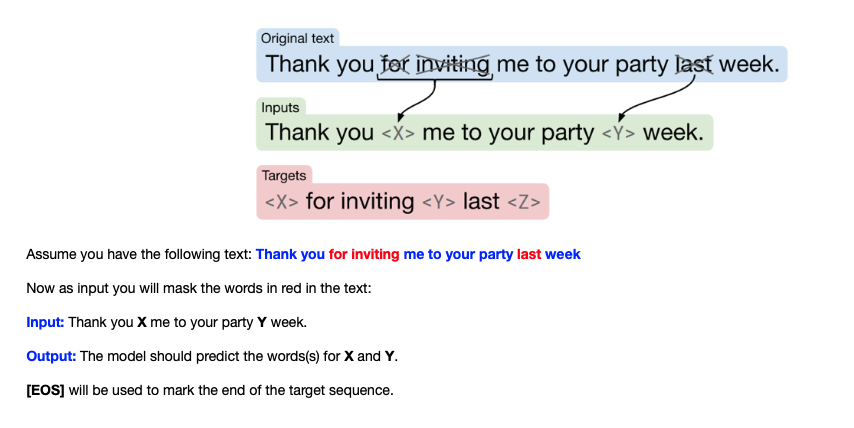 Original text
Thank you for inviting me to your party last week.
Inputs
Thank you <X> me to your party <Y> week.
Targets
<X> for inviting <Y> last <Z>
Assume you have the following text: Thank you for inviting me to your party last week
Now as input you will mask the words in red in the text:
Input: Thank you X me to your party Y week.
Output: The model should predict the words(s) for X and Y.
[EOS] will be used to mark the end of the target sequence.